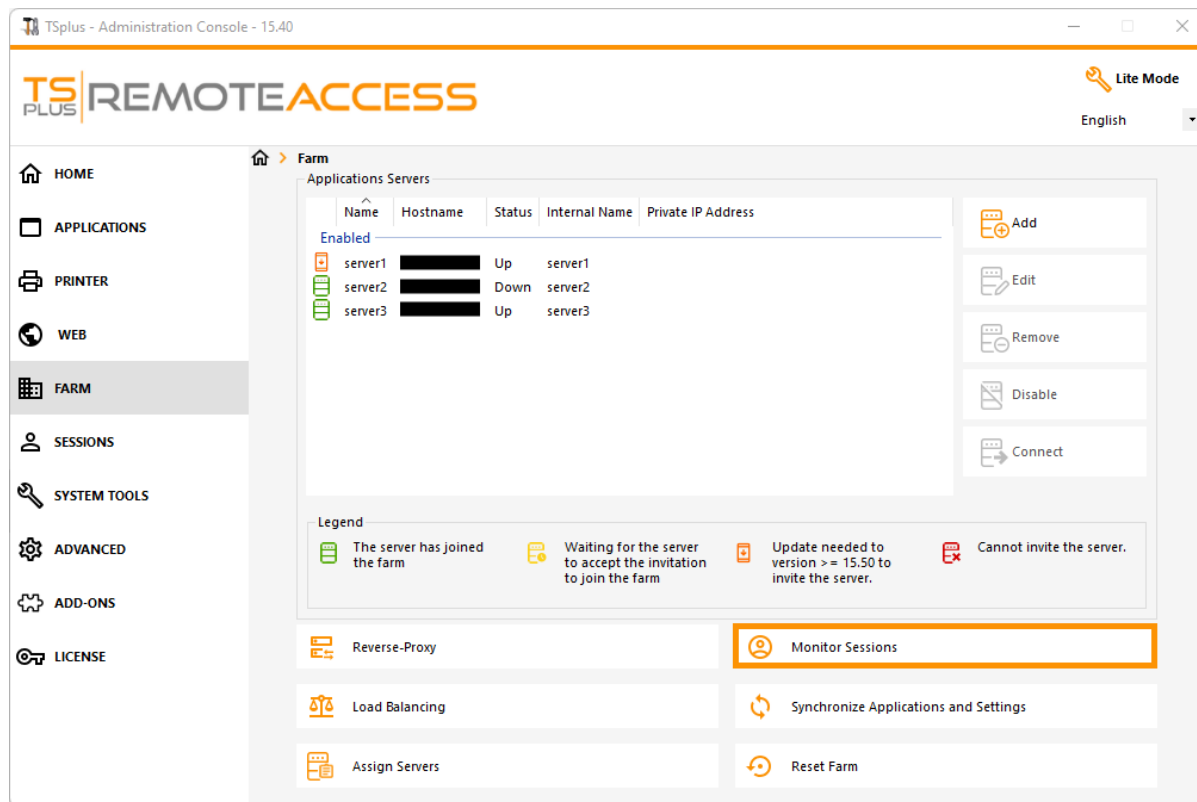 TSplus - Administration Console - 15.40
TS PLUS REMOTEACCESS
Lite Mode
English
HOME
APPLICATIONS
PRINTER
WEB
FARM
SESSIONS
SYSTEM TOOLS
ADVANCED
ADD-ONS
LICENSE
Farm
Applications Servers
Name Hostname Status Internal Name Private IP Address
Enabled
server1 Up server1
server2 Down server2
server3 Up server3
Add
Edit
Remove
Disable
Connect
Legend
The server has joined
the farm
Waiting for the server
to accept the invitation
to join the farm
Update needed to
version >= 15.50 to
invite the server.
Cannot invite the server.
Reverse-Proxy
Monitor Sessions
Load Balancing
Synchronize Applications and Settings
Assign Servers
Reset Farm